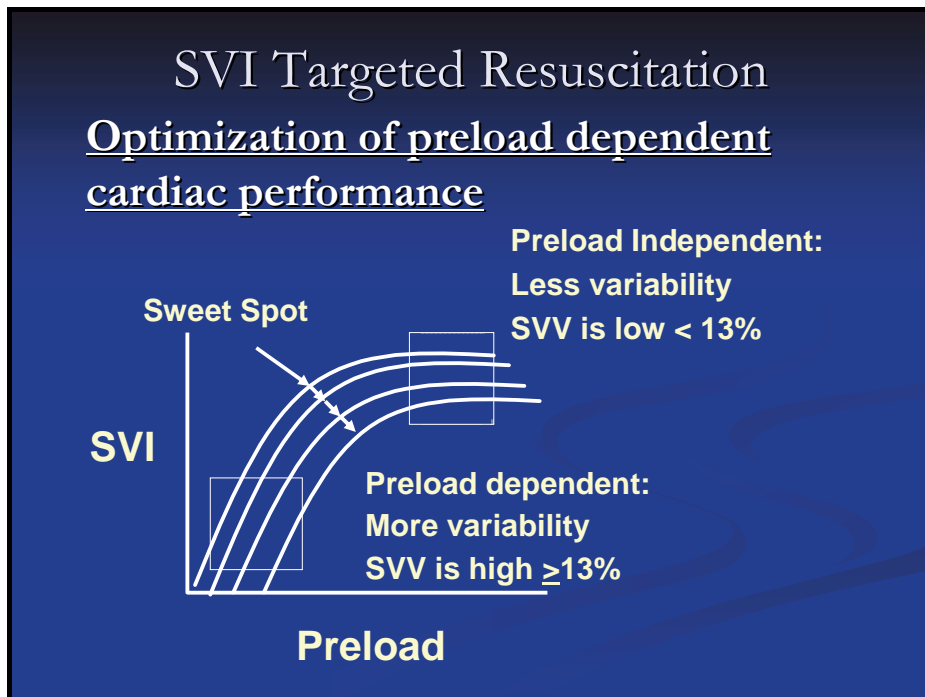 SVI Targeted Resuscitation
Optimization of preload dependent
cardiac performance
Preload Independent:
Less variability
SVV is low < 13%
Sweet Spot
SVI
Preload dependent:
More variability
SVV is high ≥13%
Preload